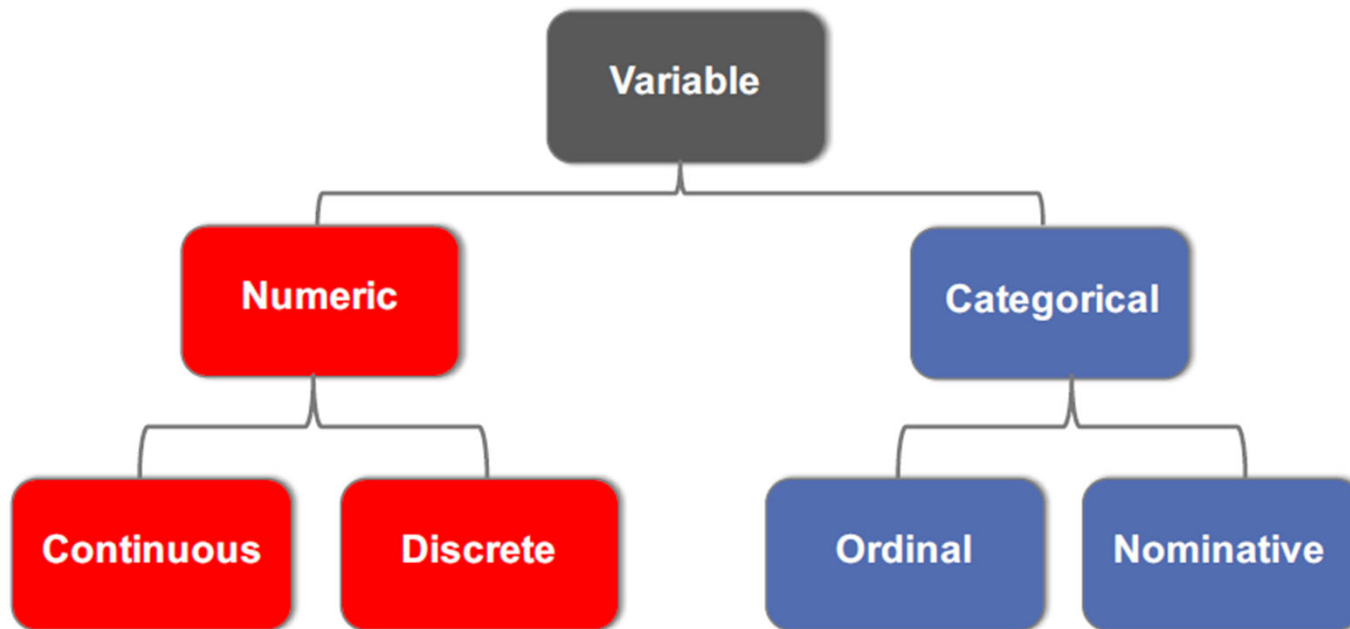 Variable
Numeric
Categorical
Continuous
Discrete
Ordinal
Nominative